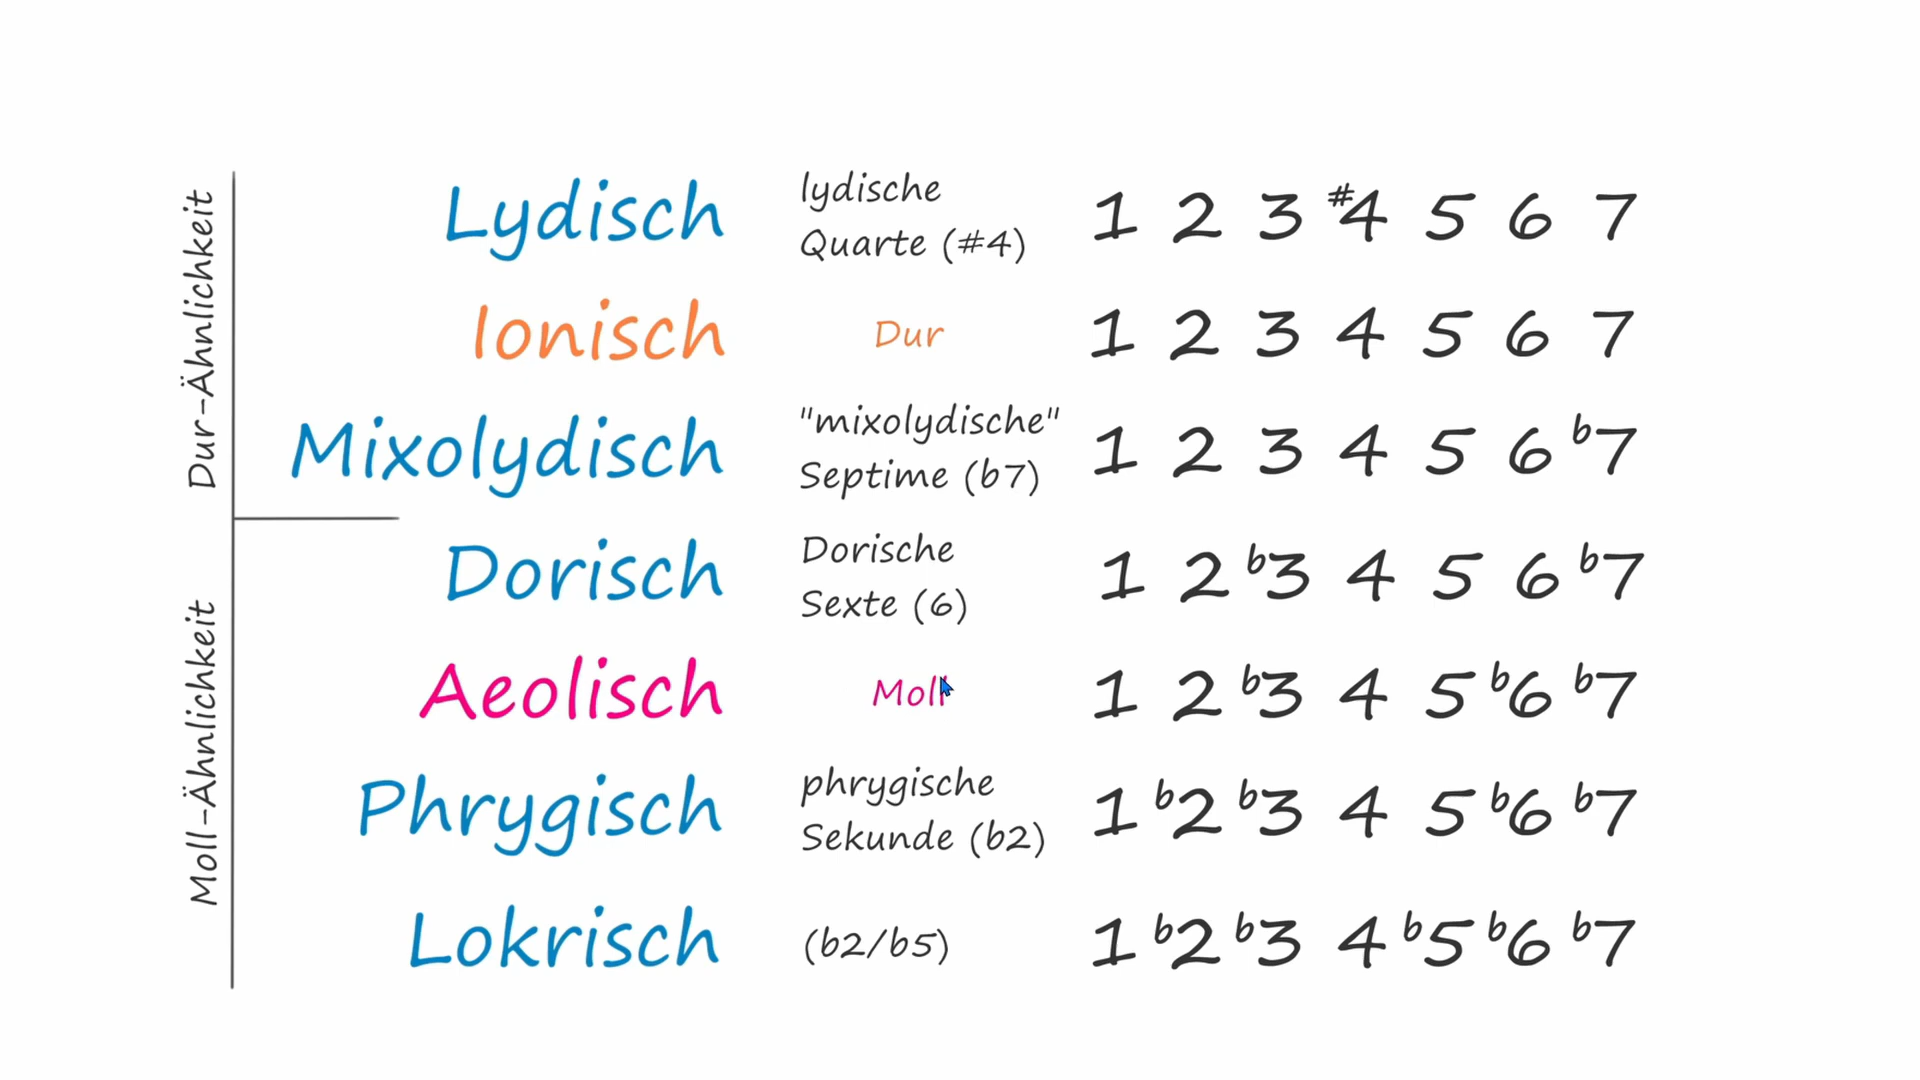 Dur-Ähnlichkeit
Lydisch
lydische
Quarte (#4)
1 2 3 #4 5 6 7
Ionisch
Dur
1 2 3 4 5 6 7
Mixolydisch
"mixolydische"
Septime (b7)
1 2 3 4 5 6 b7
Moll-Ähnlichkeit
Dorisch
Dorische
Sexte (6)
1 2 b3 4 5 6 b7
Aeolisch
Moll
1 2 b3 4 5 b6 b7
Phrygisch
phrygische
Sekunde (b2)
1 b2 b3 4 5 b6 b7
Lokrisch
(b2/b5)
1 b2 b3 4 b5 b6 b7